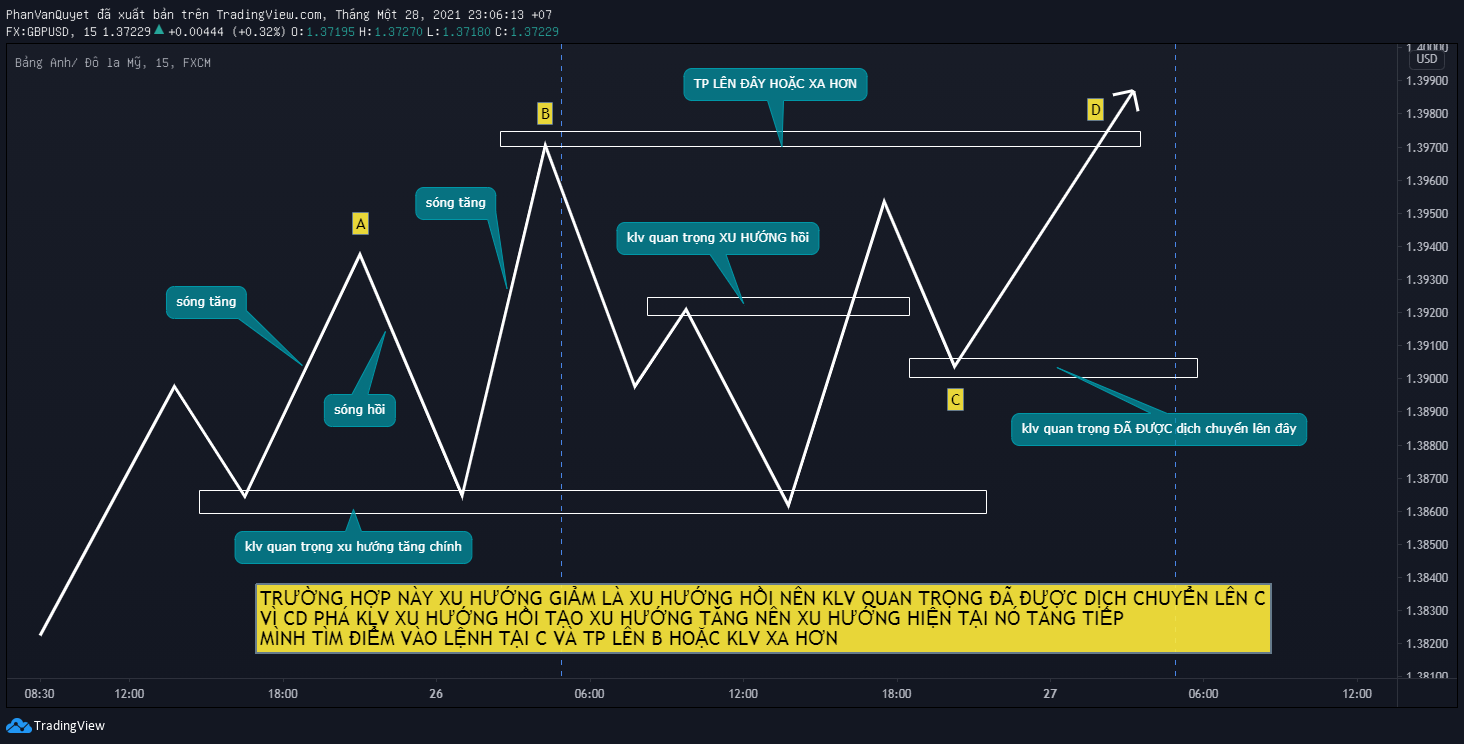 PhanVanQuyet đã xuất bản trên TradingView.com, Tháng Một 28, 2021 23:06:13 +07
FX:GBPUSD, 15 1.37229 ▲ +0.00444 (+0.32%) O:1.37195 H:1.37270 L:1.37180 C:1.37229
Bảng Anh/ Đô la Mỹ, 15, FXCM
1.40000
USD
TP LÊN ĐÂY HOẶC XA HƠN
1.39900
B
D
1.39800
1.39700
1.39600
sóng tăng
A
1.39500
klv quan trọng XU HƯỚNG hồi
1.39400
1.39300
sóng tăng
1.39200
1.39100
1.39000
C
sóng hồi
1.38900
klv quan trọng ĐÃ ĐƯỢC dịch chuyển lên đây
1.38800
1.38700
1.38600
klv quan trọng xu hướng tăng chính
1.38500
1.38400
TRƯỜNG HỢP NÀY XU HƯỚNG GIẢM LÀ XU HƯỚNG HỒI NÊN KLV QUAN TRỌNG ĐÃ ĐƯỢC DỊCH CHUYỂN LÊN C
VÌ CD PHÁ KLV XU HƯỚNG HỒI TẠO XU HƯỚNG TĂNG NÊN XU HƯỚNG HIỆN TẠI NÓ TĂNG TIẾP
MÌNH TÌM ĐIỂM VÀO LỆNH TẠI C VÀ TP LÊN B HOẶC KLV XA HƠN
1.38300
1.38200
1.38100
08:30 12:00 18:00 26 06:00 12:00 18:00 27 06:00 12:00
TradingView